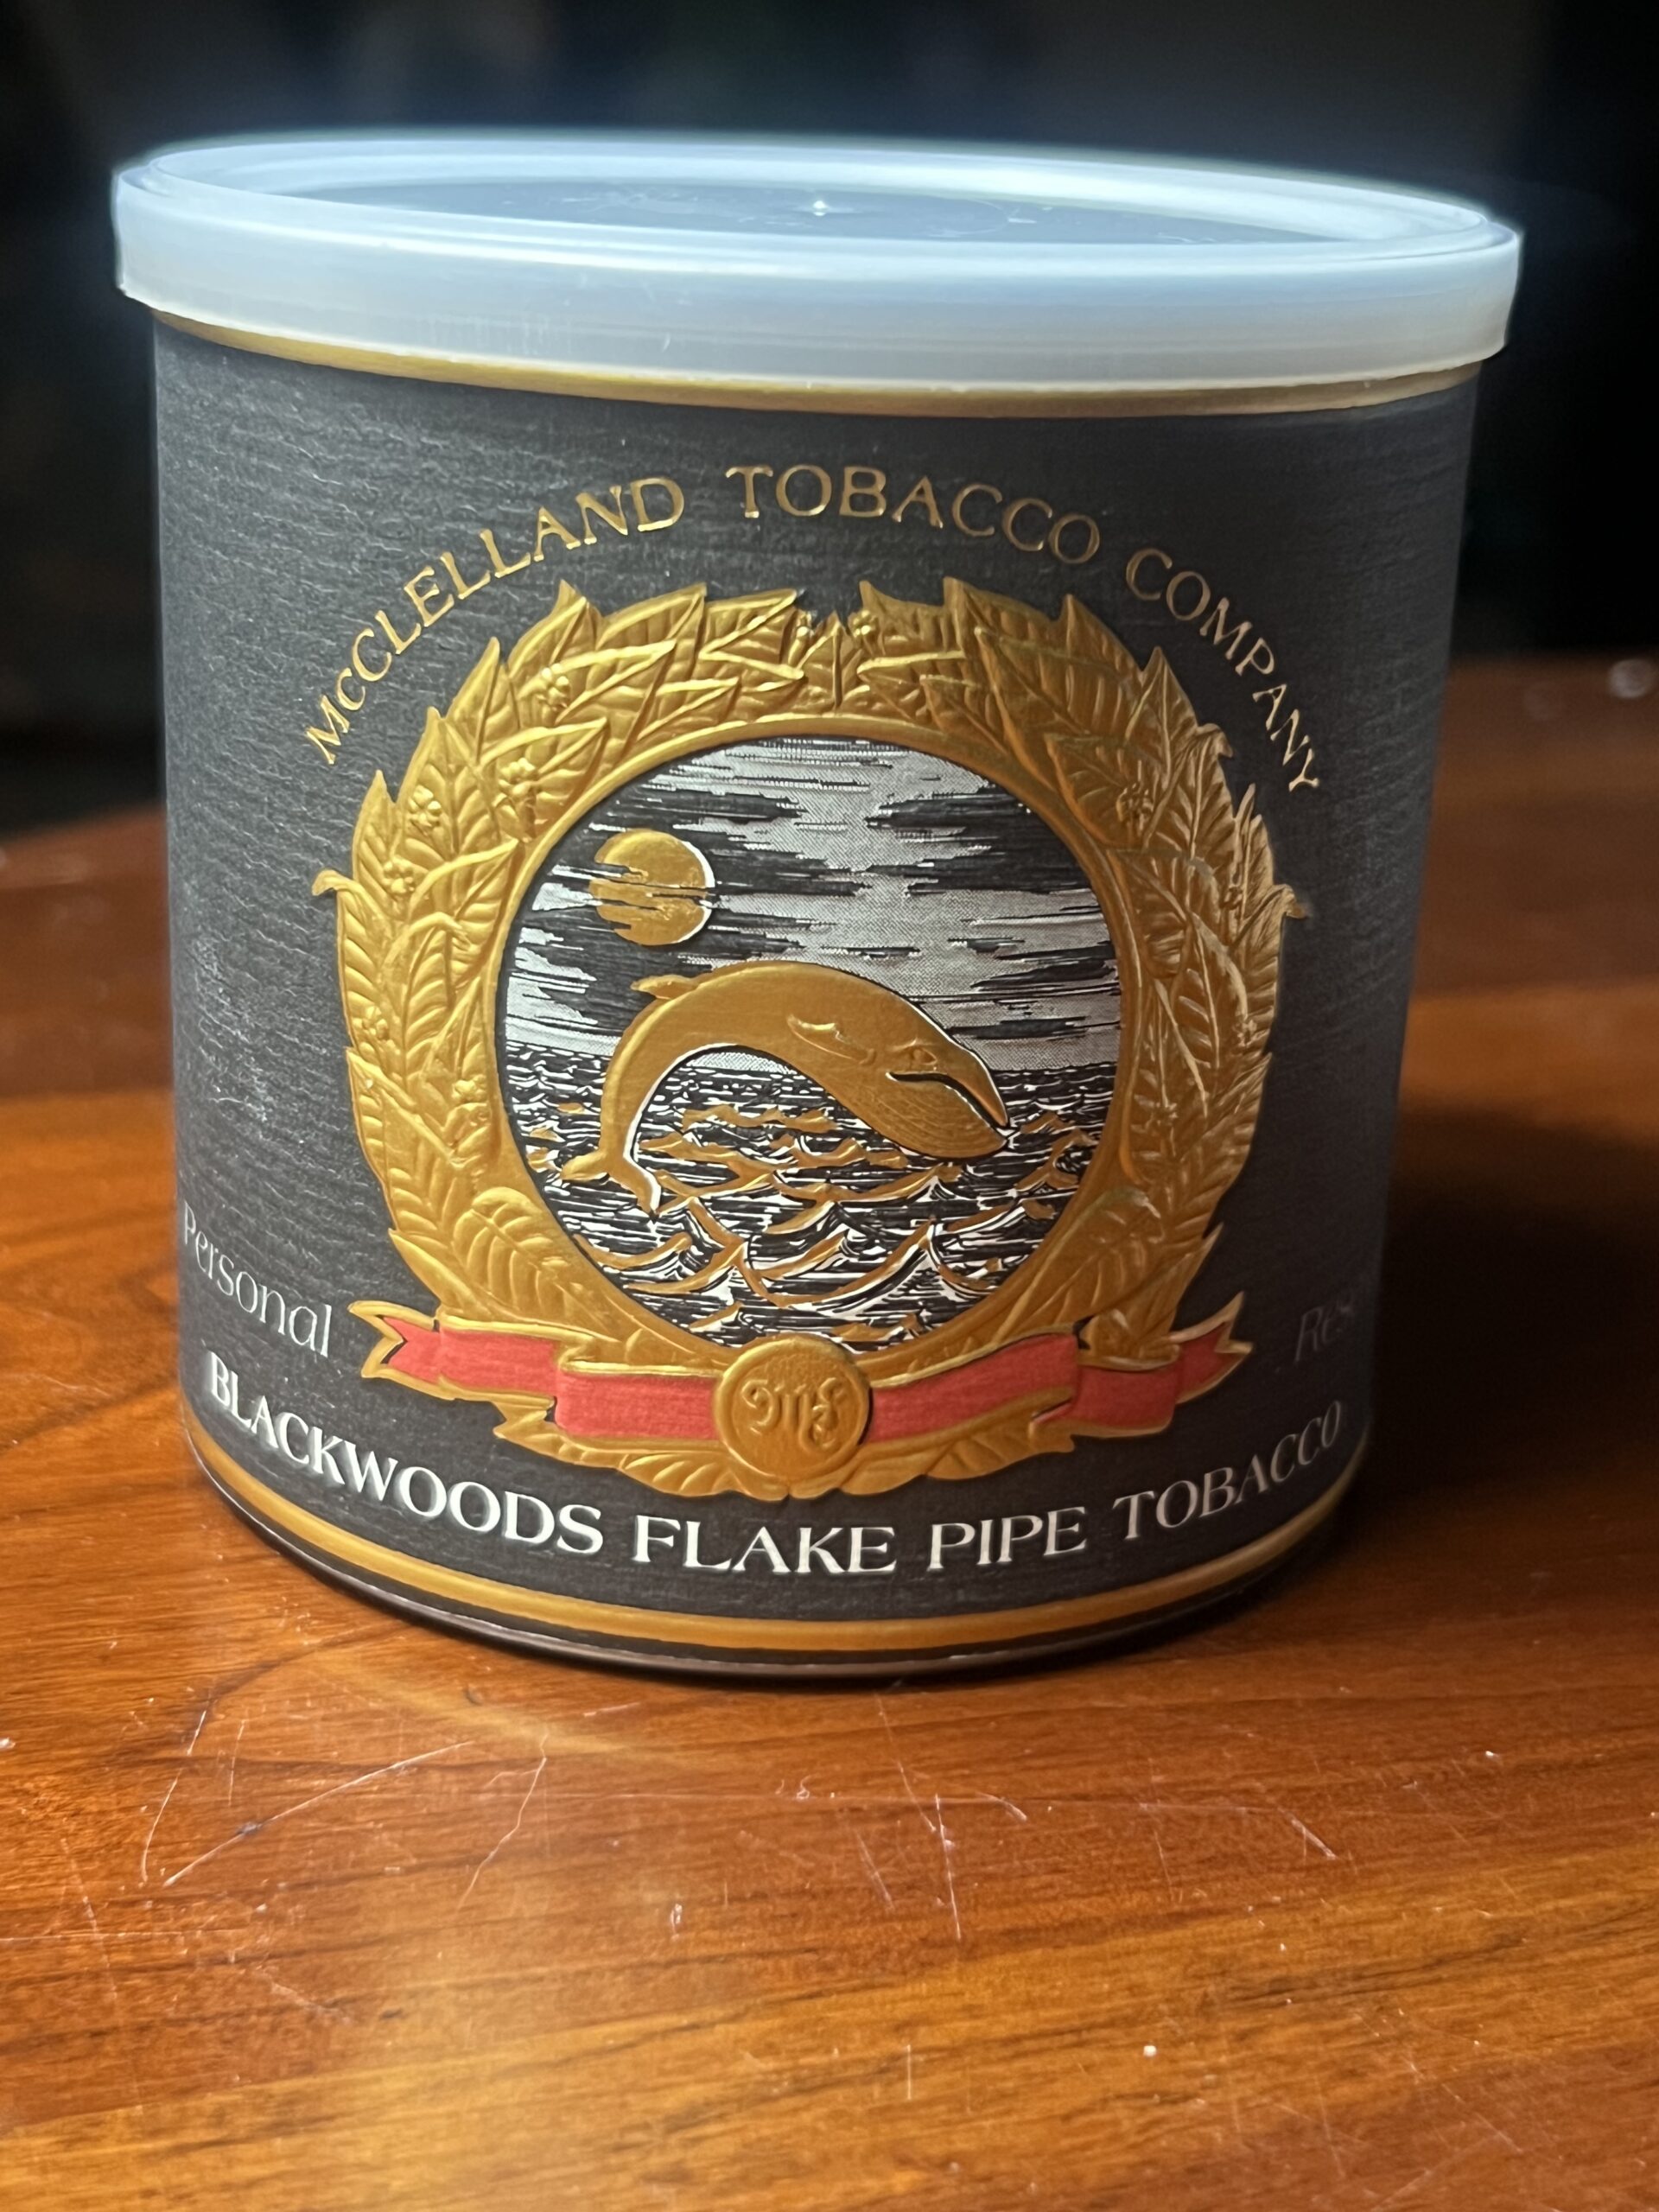 McCLELLAND TOBACCO COMPANY
Personal
BLACKWOODS FLAKE PIPE TOBACCO